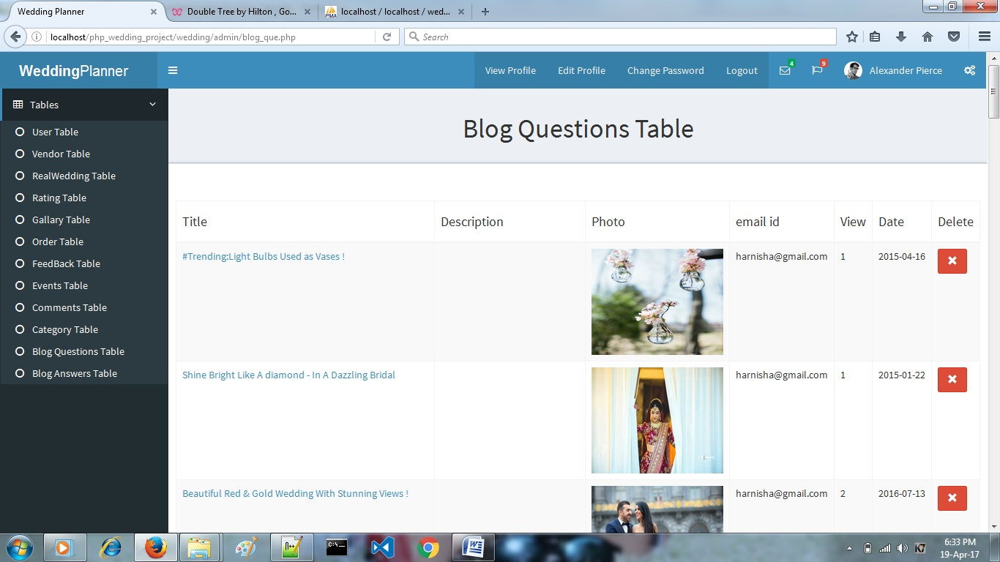 Wedding Planner
Double Tree by Hilton , Go...
PMA
localhost / localhost / wed...
localhost/php_wedding_project/wedding/admin/blog_que.php
Search
WeddingPlanner
View Profile
Edit Profile
Change Password
Logout
4
9
Alexander Pierce
Tables
User Table
Vendor Table
RealWedding Table
Rating Table
Gallary Table
Order Table
FeedBack Table
Events Table
Comments Table
Category Table
Blog Questions Table
Blog Answers Table
Blog Questions Table
Title Description Photo email id View Date Delete
#Trending:Light Bulbs Used as Vases ! harnisha@gmail.com 1 2015-04-16
Shine Bright Like A diamond - In A Dazzling Bridal harnisha@gmail.com 1 2015-01-22
Beautiful Red & Gold Wedding With Stunning Views ! harnisha@gmail.com 2 2016-07-13
K7
6:33 PM
19-Apr-17